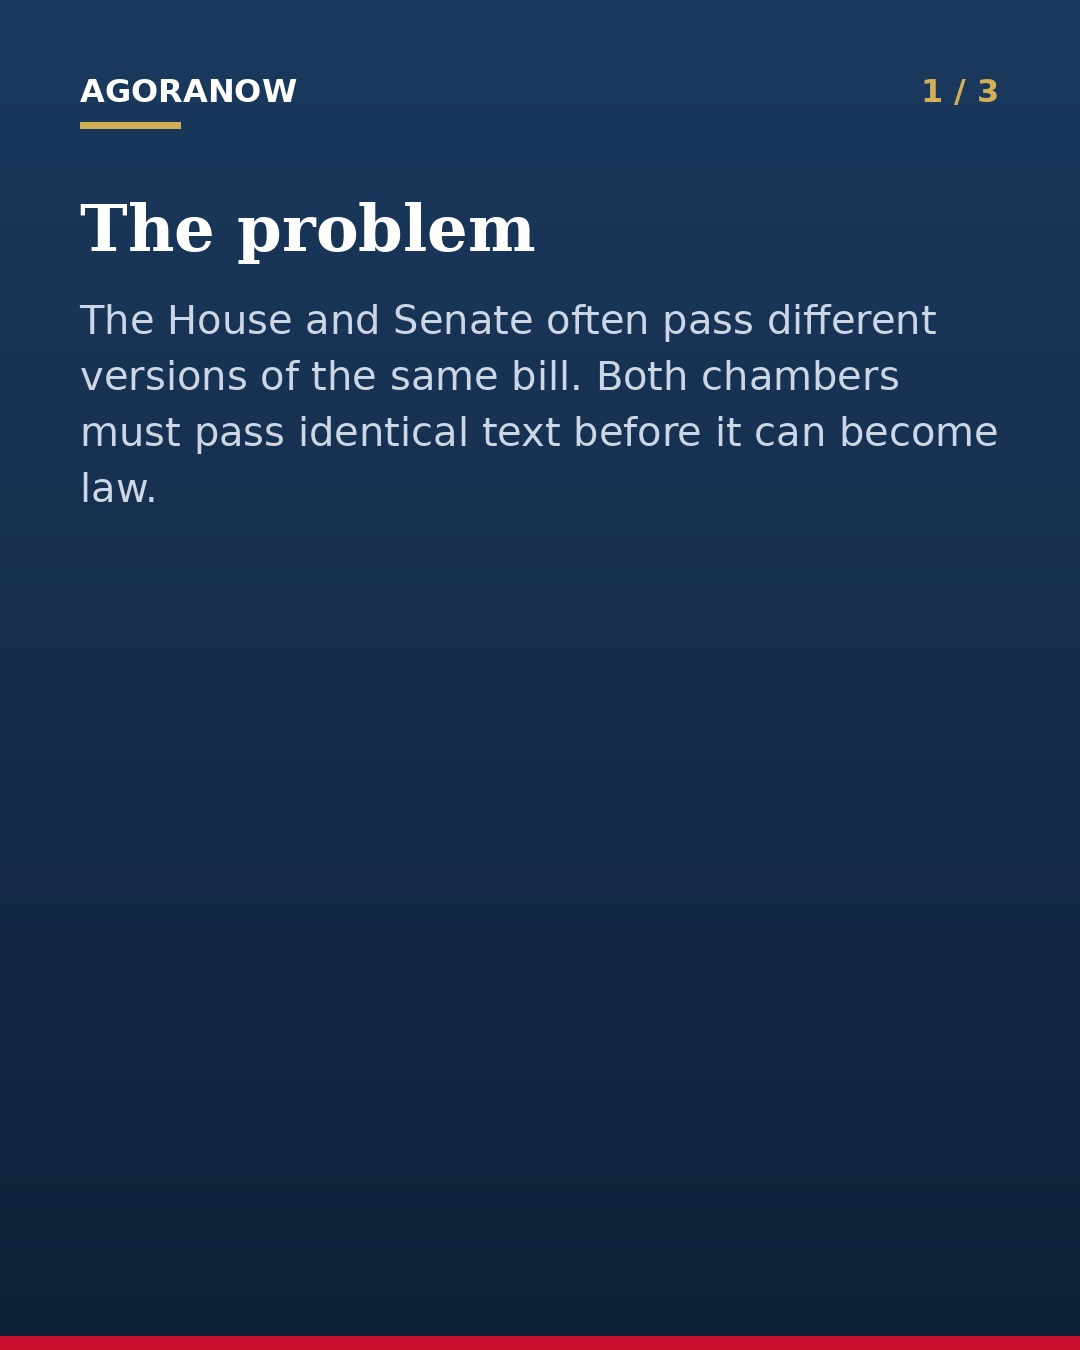 AGORANOW
1 / 3
The problem
The House and Senate often pass different
versions of the same bill. Both chambers
must pass identical text before it can become
law.